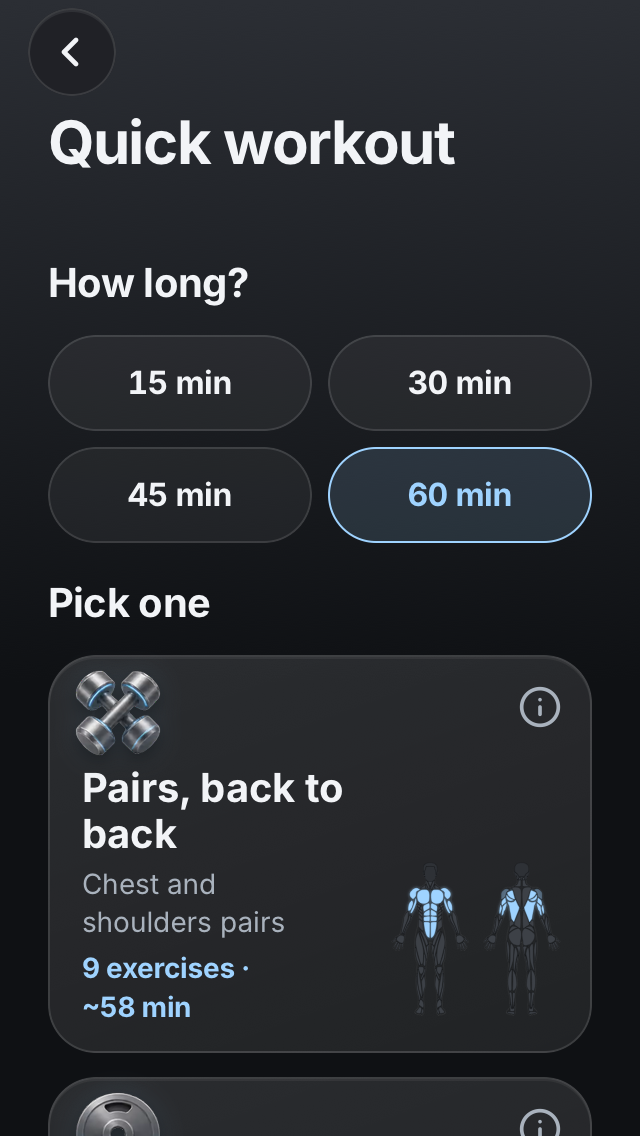 Quick workout
How long?
15 min
30 min
45 min
60 min
Pick one
Pairs, back to
back
Chest and
shoulders pairs
9 exercises ·
~58 min